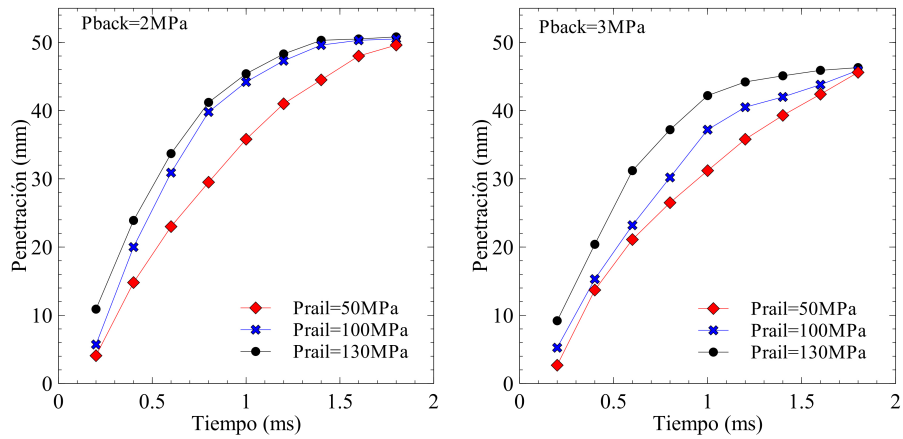 Pback=2MPa
50
40
30
20
10
0
Penetración (mm)
Prail=50MPa
Prail=100MPa
Prail=130MPa
0
0.5
1
1.5
2
Tiempo (ms)
Pback=3MPa
50
40
30
20
10
0
Penetración (mm)
Prail=50MPa
Prail=100MPa
Prail=130MPa
0
0.5
1
1.5
2
Tiempo (ms)